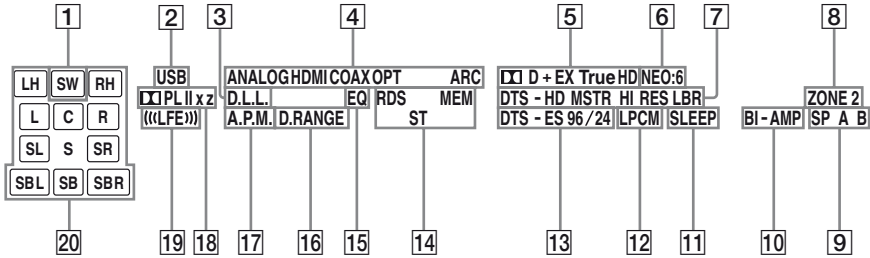 1 2 3 4 5 6 7 8
LH SW RH USB ANALOG HDMI COAX OPT ARC D + EX True HD NEO:6
L C R PL II x z D.L.L. EQ RDS MEM DTS - HD MSTR HI RES LBR ZONE 2
SL S SR (((LFE))) A.P.M. D.RANGE ST DTS - ES 96/24 LPCM SLEEP BI - AMP SP A B
SBL SB SBR
20 19 18 17 16 15 14 13 12 11 10 9